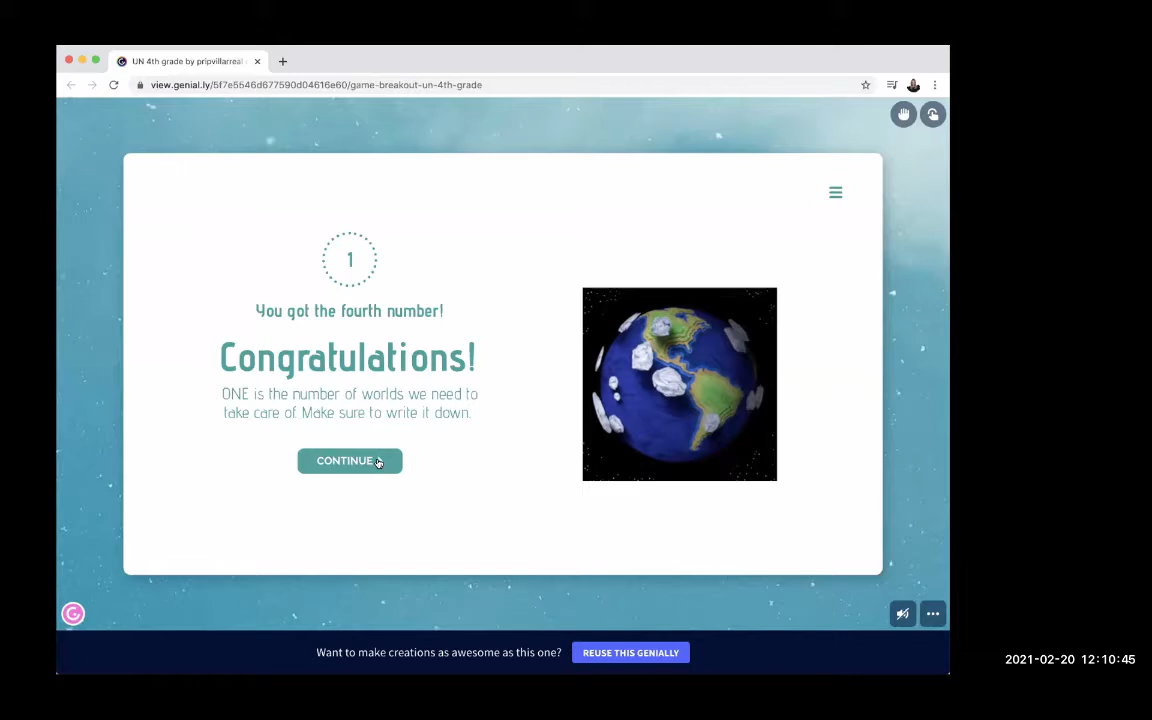 UN 4th grade by pripvillarreal
view.genial.ly/5f7e5546d677590d04616e60/game-breakout-un-4th-grade
1
You got the fourth number!
Congratulations!
ONE is the number of worlds we need to
take care of. Make sure to write it down.
CONTINUE
Want to make creations as awesome as this one?
REUSE THIS GENIALLY
2021-02-20 12:10:45